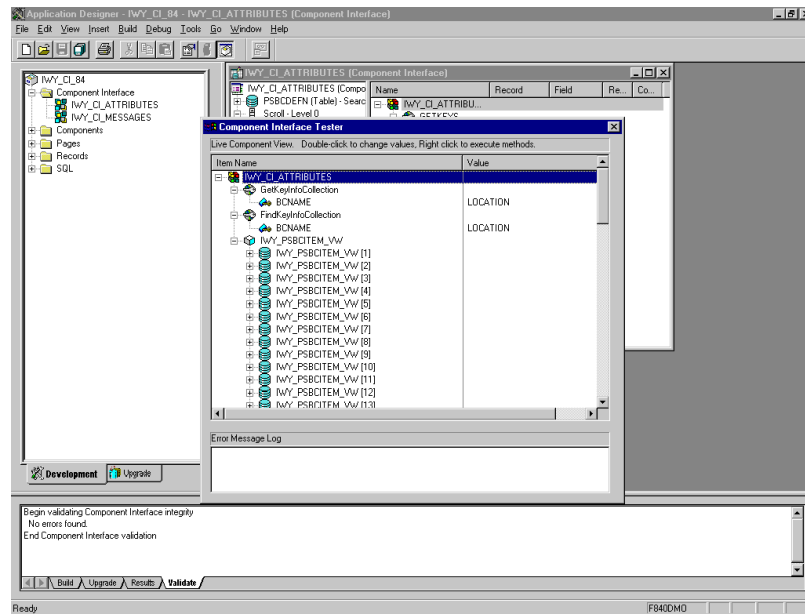 Application Designer - IWY_CI_84 - IWY_CI_ATTRIBUTES (Component Interface)
File Edit View Insert Build Debug Tools Go Window Help
IWY_CI_84
Component Interface
IWY_CI_ATTRIBUTES
IWY_CI_MESSAGES
Components
Pages
Records
SQL
Development
Upgrade
IWY_CI_ATTRIBUTES (Component Interface)
IWY_CI_ATTRIBUTES (Compo
PSBCDEFN (Table) - Searc
Scroll - Level 0
Name Record Field Re... Co...
IWY_CI_ATTRIBU...
GETKEYS
Component Interface Tester
Live Component View. Double-click to change values, Right click to execute methods.
Item Name Value
IWY_CI_ATTRIBUTES
GetKeyInfoCollection
BCNAME LOCATION
FindKeyInfoCollection
BCNAME LOCATION
IWY_PSBCITEM_VW
IWY_PSBCITEM_VW [1]
IWY_PSBCITEM_VW [2]
IWY_PSBCITEM_VW [3]
IWY_PSBCITEM_VW [4]
IWY_PSBCITEM_VW [5]
IWY_PSBCITEM_VW [6]
IWY_PSBCITEM_VW [7]
IWY_PSBCITEM_VW [8]
IWY_PSBCITEM_VW [9]
IWY_PSBCITEM_VW [10]
IWY_PSBCITEM_VW [11]
IWY_PSBCITEM_VW [12]
IWY_PSBCITEM_VW [13]
Error Message Log
Begin validating Component Interface integrity
No errors found.
End Component Interface validation
Build Upgrade Results Validate
Ready F840DMO